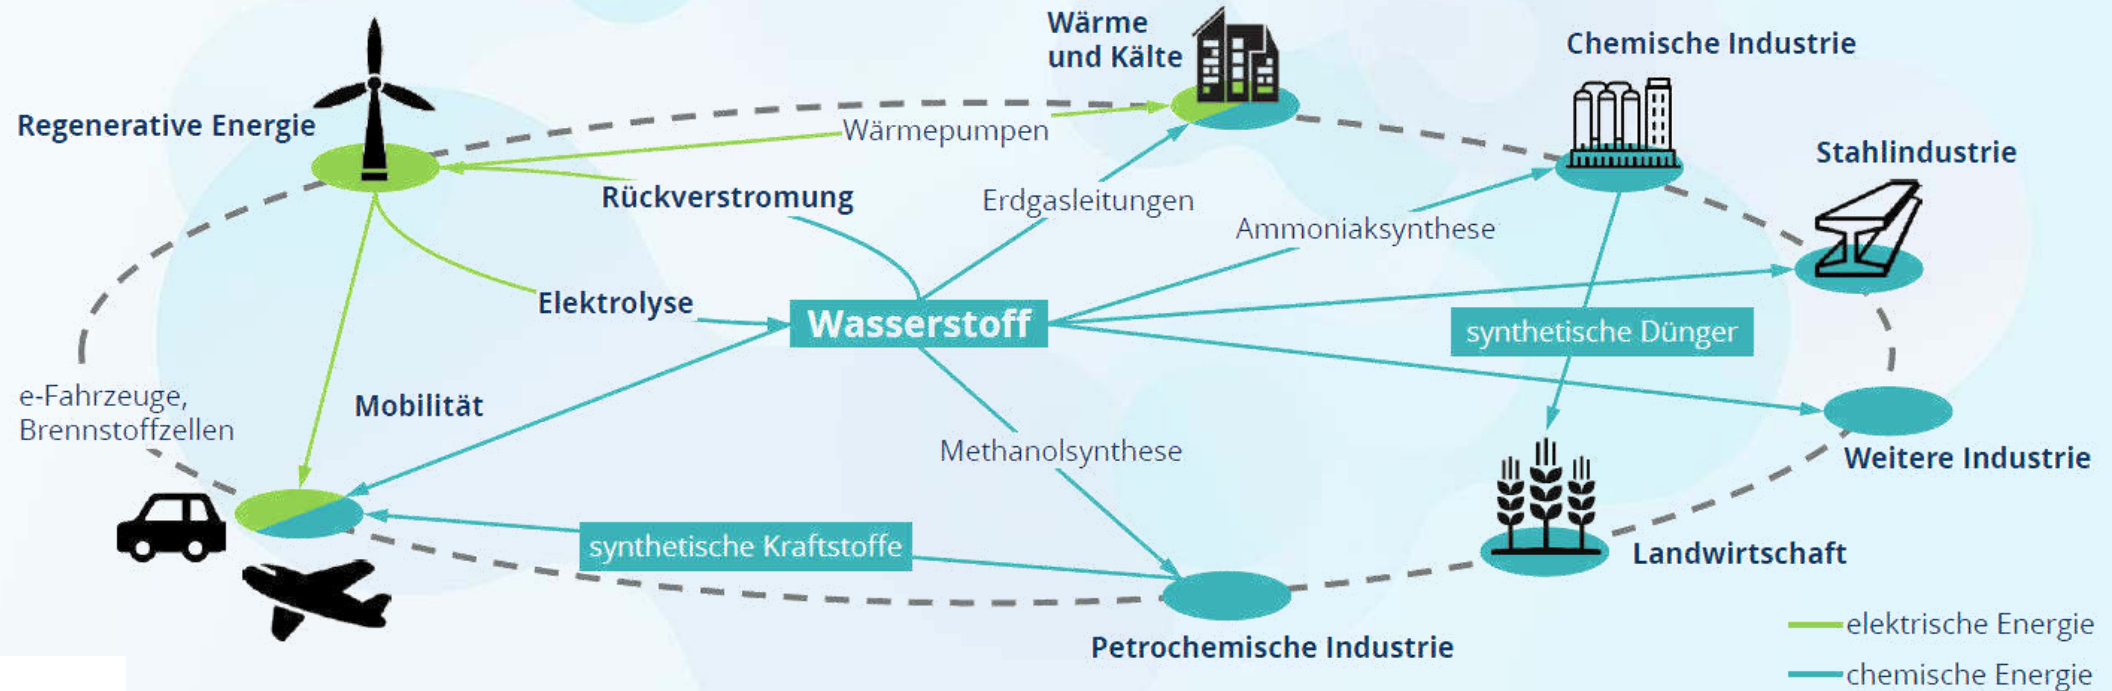 Wärme
und Kälte
Chemische Industrie
Regenerative Energie
Wärmepumpen
Stahlindustrie
Rückverstromung
Erdgasleitungen
Ammoniaksynthese
Elektrolyse
Wasserstoff
synthetische Dünger
e-Fahrzeuge,
Brennstoffzellen
Mobilität
Methanolsynthese
Weitere Industrie
synthetische Kraftstoffe
Landwirtschaft
Petrochemische Industrie
elektrische Energie
chemische Energie